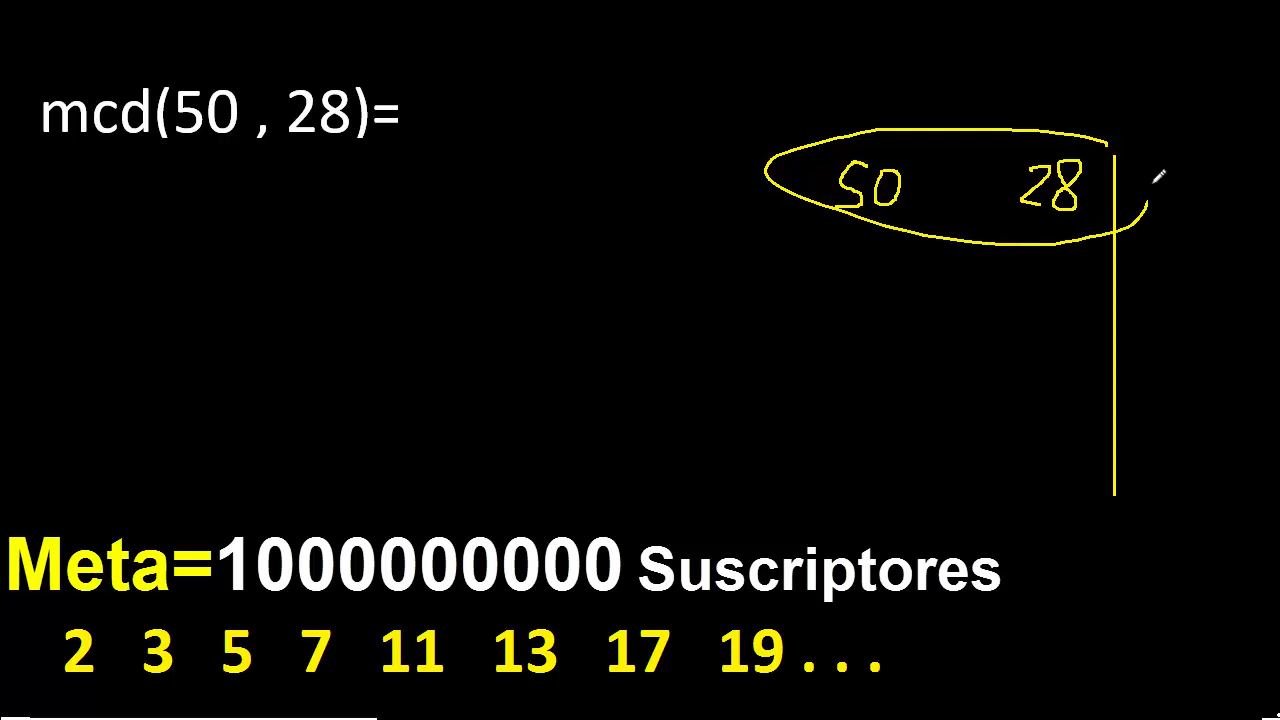 mcd(50 , 28)=
50 28
Meta=1000000000 Suscriptores
2 3 5 7 11 13 17 19 . . .